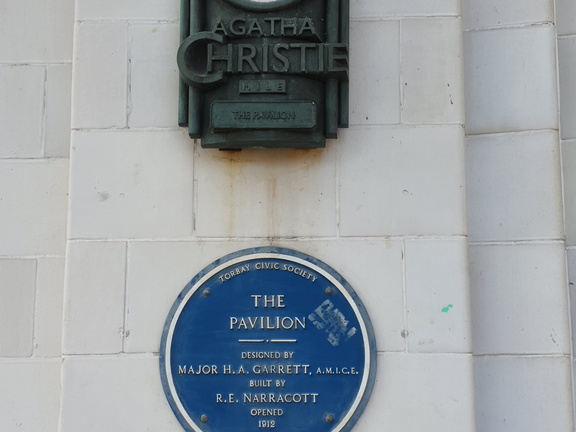 AGATHA
CHRISTIE
MILE
THE PAVILION
TORBAY CIVIC SOCIETY
THE
PAVILION
DESIGNED BY
MAJOR H. A. GARRETT, A.M.I.C.E.
BUILT BY
R. E. NARRACOTT
OPENED
1912